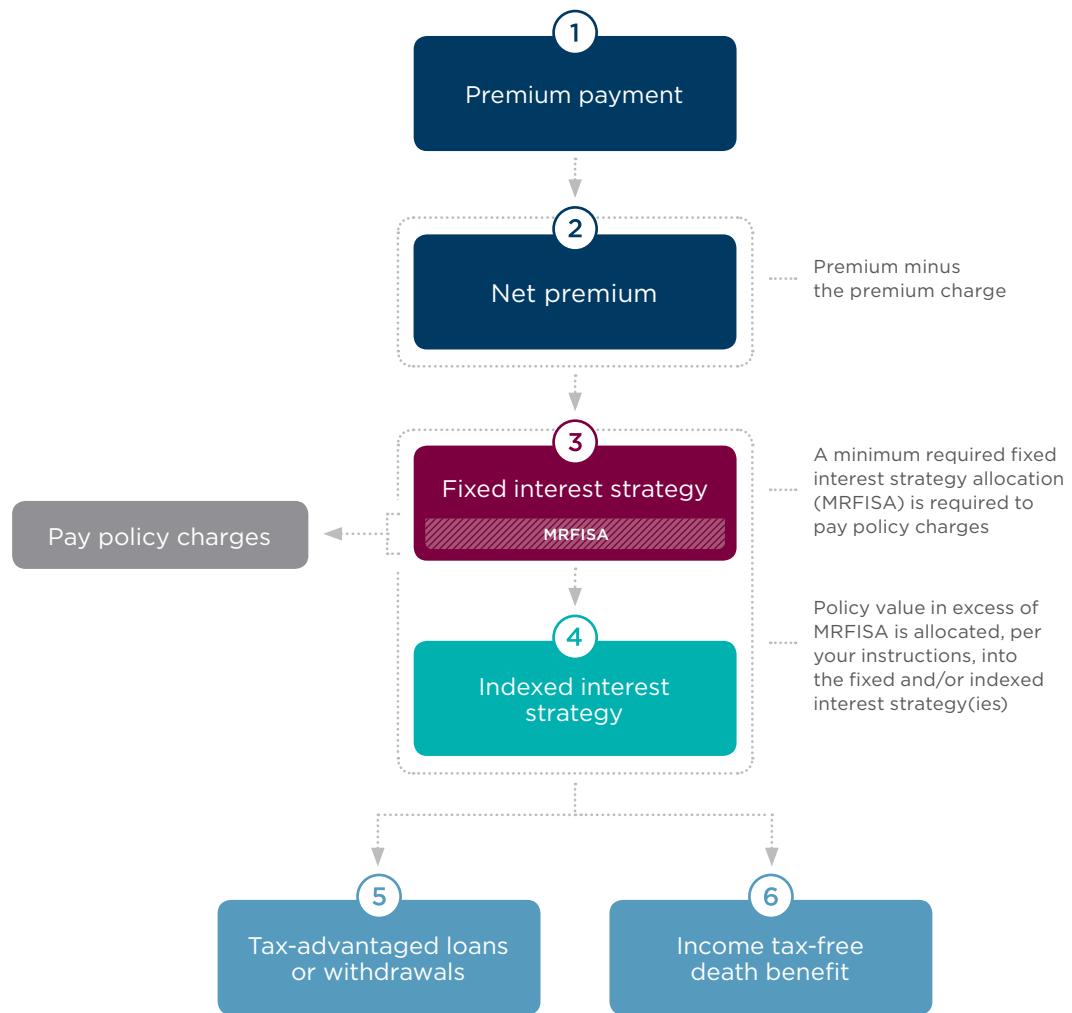 1
Premium payment
2
Net premium
Premium minus
the premium charge
3
Fixed interest strategy
MRFISA
A minimum required fixed
interest strategy allocation
(MRFISA) is required to
pay policy charges
Pay policy charges
4
Indexed interest
strategy
Policy value in excess of
MRFISA is allocated, per
your instructions, into
the fixed and/or indexed
interest strategy(ies)
5
Tax-advantaged loans
or withdrawals
6
Income tax-free
death benefit